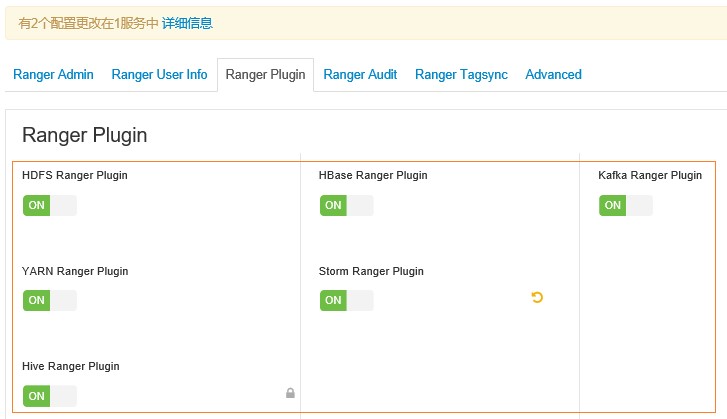 有2个配置更改在1服务中 详细信息
Ranger Admin Ranger User Info Ranger Plugin Ranger Audit Ranger Tagsync Advanced
Ranger Plugin
HDFS Ranger Plugin HBase Ranger Plugin Kafka Ranger Plugin
ON ON ON
YARN Ranger Plugin Storm Ranger Plugin
ON ON
Hive Ranger Plugin
ON